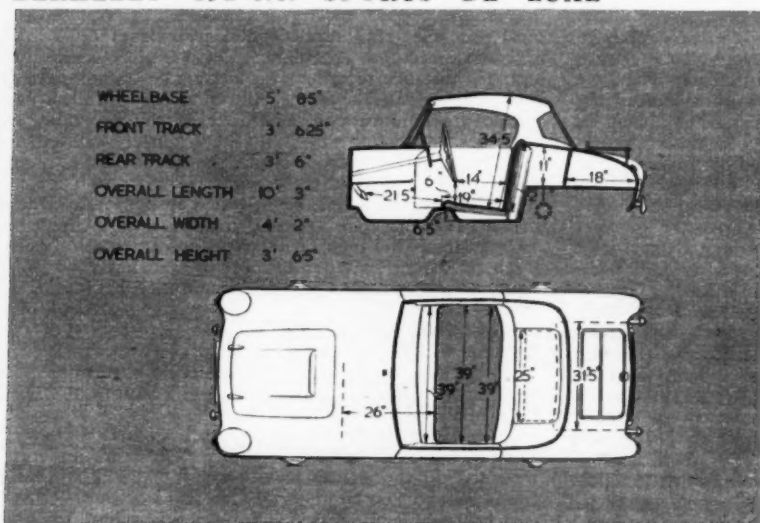 WHEELBASE 5' 8·5"
FRONT TRACK 3' 6·25"
REAR TRACK 3' 6"
OVERALL LENGTH 10' 3"
OVERALL WIDTH 4' 2"
OVERALL HEIGHT 3' 6·5"
34·5
11"
6"
14"
18"
21·5"
19"
6·5"
39"
25"
31·5"
39"
39"
26"